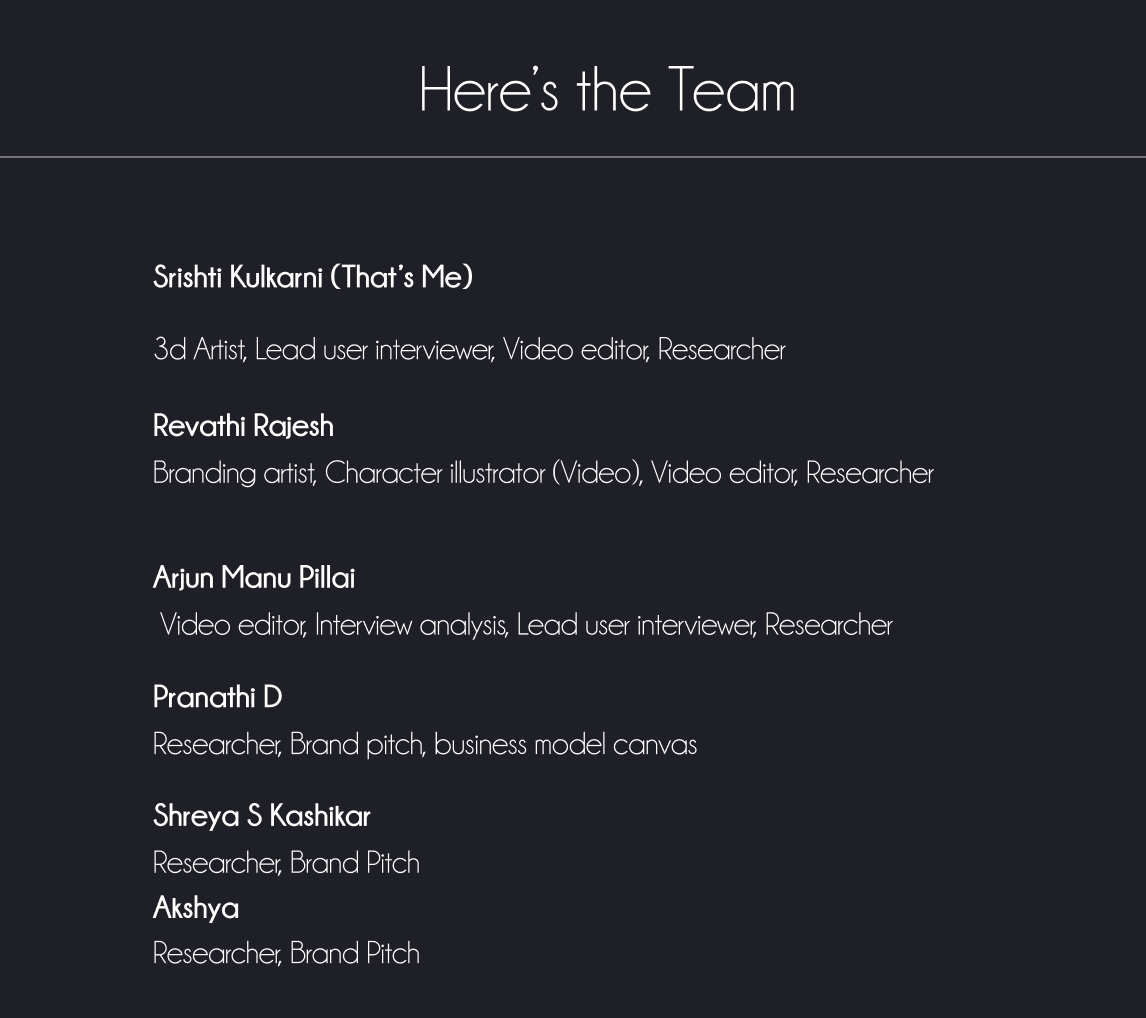 Here's the Team
Srishti Kulkarni (That's Me)
3d Artist, Lead user interviewer, Video editor, Researcher
Revathi Rajesh
Branding artist, Character illustrator (Video), Video editor, Researcher
Arjun Manu Pillai
Video editor, Interview analysis, Lead user interviewer, Researcher
Pranathi D
Researcher, Brand pitch, business model canvas
Shreya S Kashikar
Researcher, Brand Pitch
Akshya
Researcher, Brand Pitch